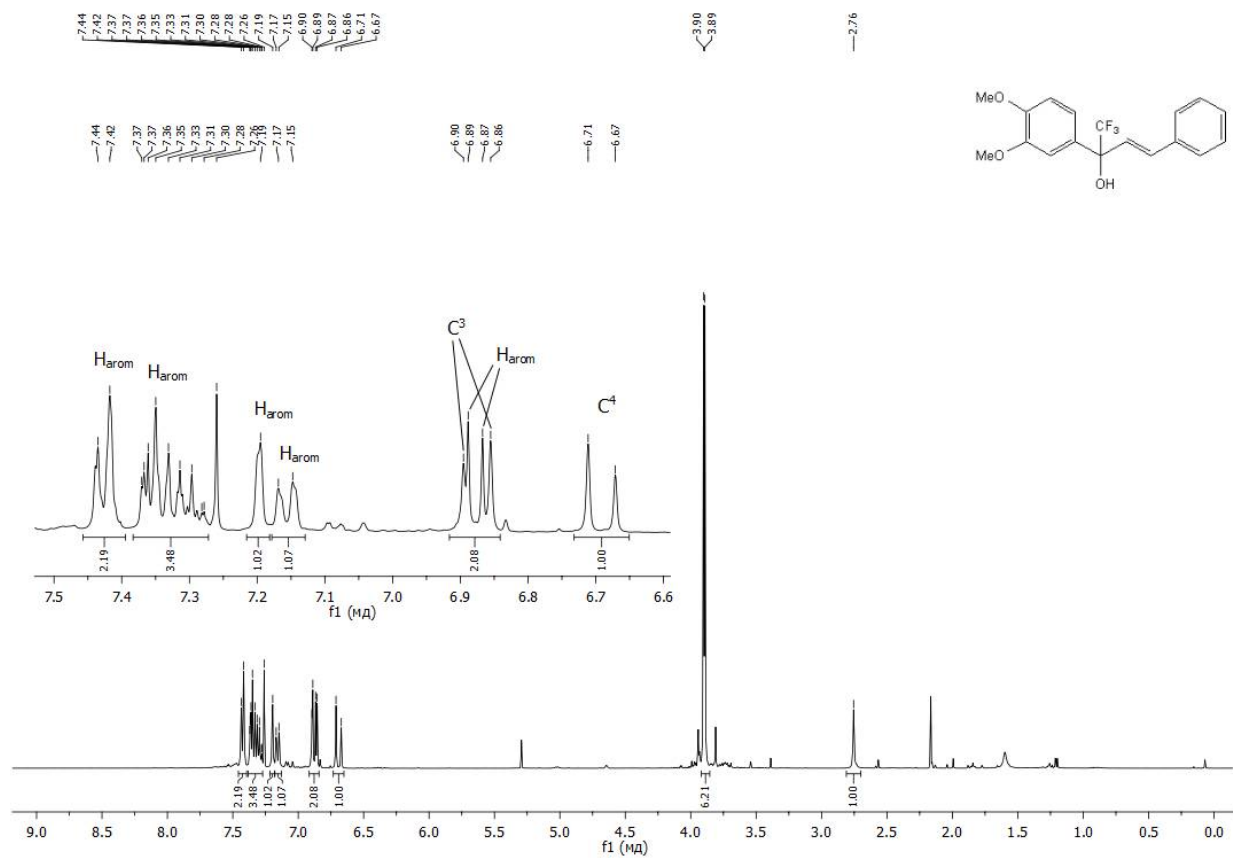 7.44 7.42 7.37 7.37 7.36 7.35 7.33 7.31 7.30 7.28 7.28 7.26 7.19 7.17 7.15 6.90 6.89 6.87 6.86 6.71 6.67 3.90 3.89 2.76
7.44 7.42 7.37 7.37 7.36 7.35 7.33 7.31 7.30 7.28 7.26 7.19 7.17 7.15 6.90 6.89 6.87 6.86 6.71 6.67
MeO
CF3
MeO
OH
C3
Harom
Harom
Harom
C4
Harom
Harom
2.19 3.48 1.02 1.07 2.08 1.00
7.5 7.4 7.3 7.2 7.1 7.0 6.9 6.8 6.7 6.6
f1 (мд)
2.19 3.48 1.02 1.07 2.08 1.00 6.21 1.00
9.0 8.5 8.0 7.5 7.0 6.5 6.0 5.5 5.0 4.5 4.0 3.5 3.0 2.5 2.0 1.5 1.0 0.5 0.0
f1 (мд)